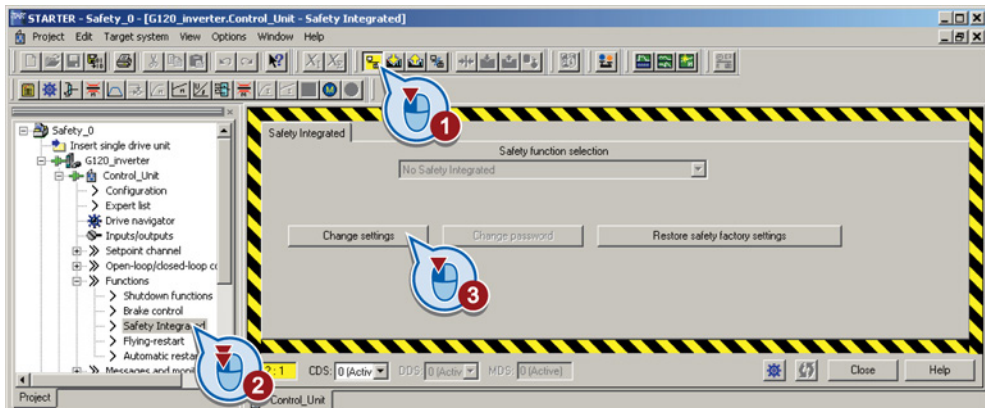 STARTER - Safety_0 - [G120_inverter.Control_Unit - Safety Integrated]
Project Edit Target system View Options Window Help
1
Safety_0
Insert single drive unit
G120_inverter
Control_Unit
Configuration
Expert list
Drive navigator
Inputs/outputs
Setpoint channel
Open-loop/closed-loop co
Functions
Shutdown functions
Brake control
Safety Integrated
Flying-restart
Automatic restar
Messages and moni
2
Project
Safety Integrated
Safety function selection
No Safety Integrated
Change settings
Change password
Restore safety factory settings
3
CDS: 0 (Activ DDS: 0 (Activ MDS: 0 (Active)
Close
Help
Control_Unit